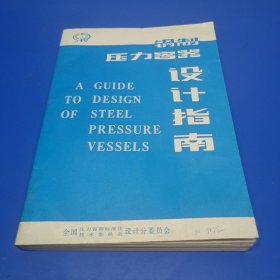 钢制
压力容器
设计指南
A GUIDE
TO DESIGN
OF STEEL
PRESSURE
VESSELS
全国压力容器标准化技术委员会设计分委员会